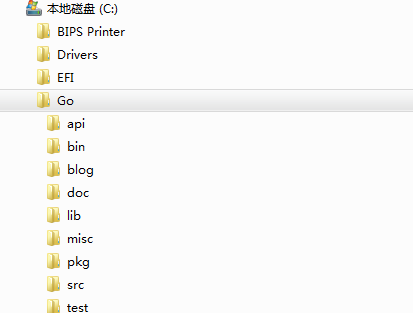 本地磁盘 (C:)
BIPS Printer
Drivers
EFI
Go
api
bin
blog
doc
lib
misc
pkg
src
test